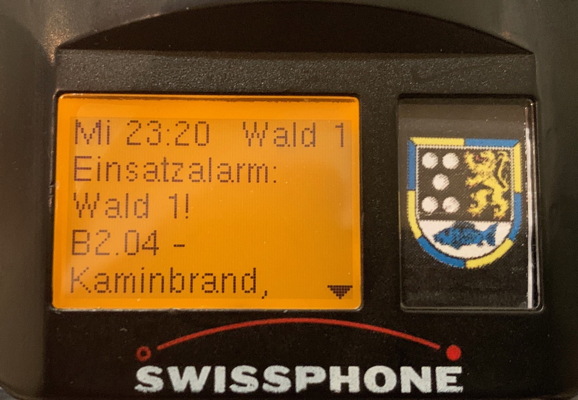 Mi 23:20 Wald 1
Einsatzalarm:
Wald 1!
B2.04 -
Kaminbrand,
SWISSPHONE